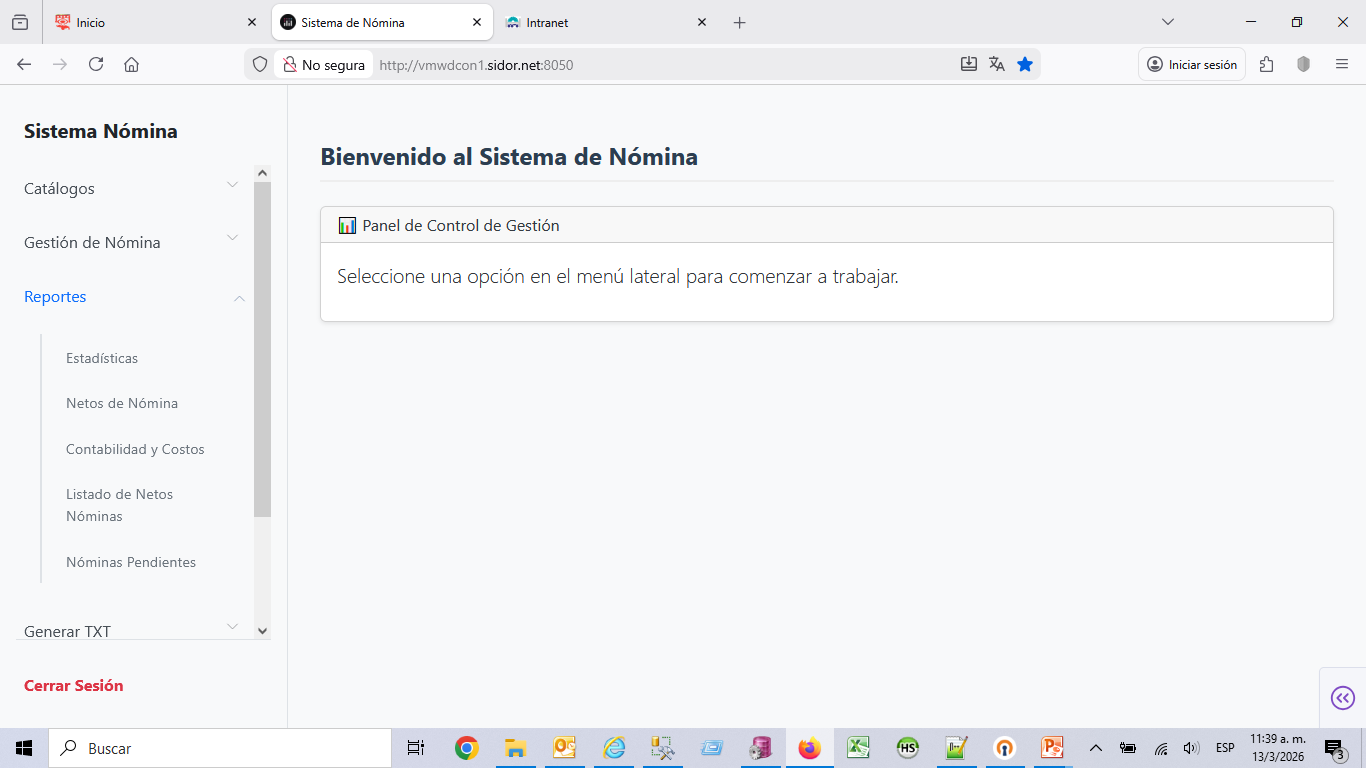 Inicio
Sistema de Nómina
Intranet
No segura
http://vmwdcon1.sidor.net:8050
Iniciar sesión
Sistema Nómina
Catálogos
Gestión de Nómina
Reportes
Estadísticas
Netos de Nómina
Contabilidad y Costos
Listado de Netos
Nóminas
Nóminas Pendientes
Generar TXT
Cerrar Sesión
Bienvenido al Sistema de Nómina
Panel de Control de Gestión
Seleccione una opción en el menú lateral para comenzar a trabajar.
Buscar
HS
ESP
11:39 a. m.
13/3/2026
3